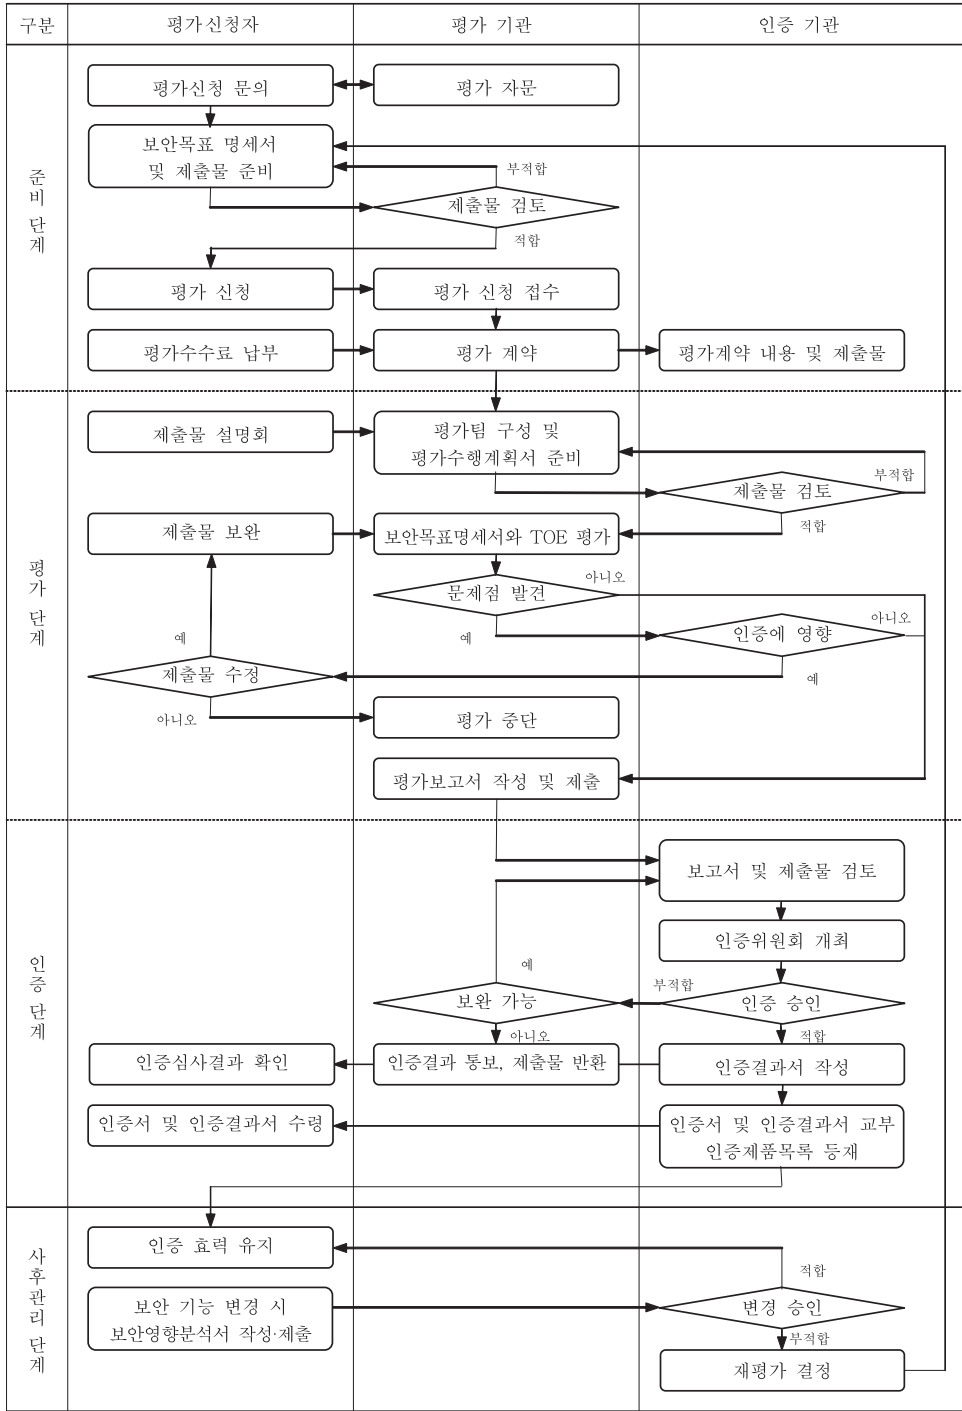 구분
평가신청자
평가 기관
인증 기관
준비 단계
평가신청 문의
평가 자문
보안목표 명세서
및 제출물 준비
부적합
제출물 검토
적합
평가 신청
평가 신청 접수
평가수수료 납부
평가 계약
평가계약 내용 및 제출물
평가 단계
제출물 설명회
평가팀 구성 및
평가수행계획서 준비
부적합
제출물 검토
적합
제출물 보완
보안목표명세서와 TOE 평가
아니오
문제점 발견
예
아니오
인증에 영향
예
예
제출물 수정
아니오
평가 중단
평가보고서 작성 및 제출
인증 단계
보고서 및 제출물 검토
인증위원회 개최
예
부적합
보완 가능
인증 승인
아니오
적합
인증심사결과 확인
인증결과 통보, 제출물 반환
인증결과서 작성
인증서 및 인증결과서 수령
인증서 및 인증결과서 교부
인증제품목록 등재
사후관리 단계
인증 효력 유지
적합
보안 기능 변경 시
보안영향분석서 작성·제출
변경 승인
부적합
재평가 결정